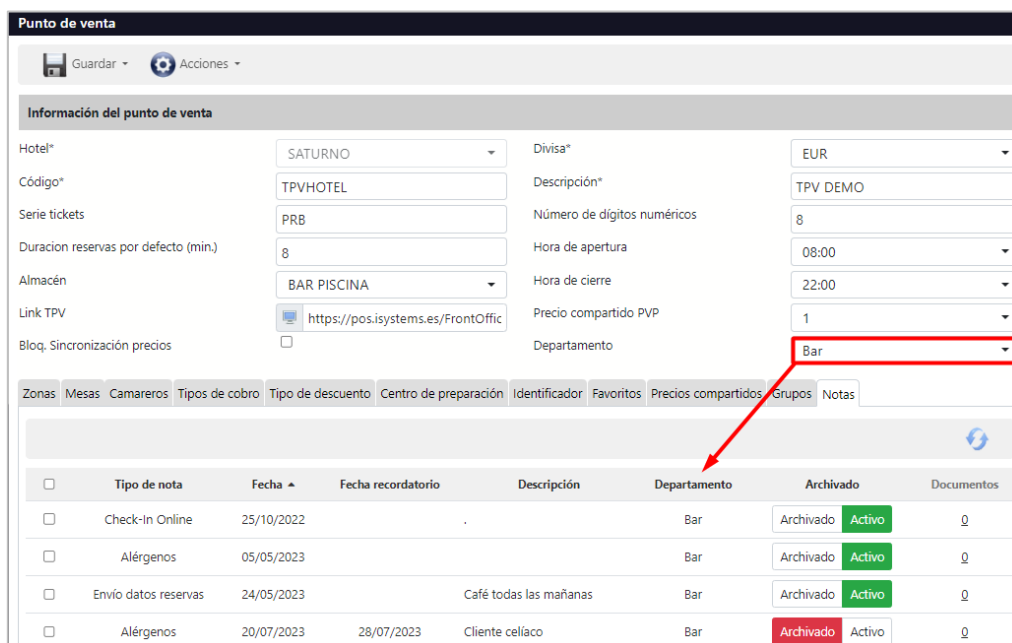 Punto de venta
Guardar Acciones
Información del punto de venta
Hotel* SATURNO Divisa* EUR
Código* TPVHOTEL Descripción* TPV DEMO
Serie tickets PRB Número de dígitos numéricos 8
Duracion reservas por defecto (min.) 8 Hora de apertura 08:00
Almacén BAR PISCINA Hora de cierre 22:00
Link TPV https://pos.isystems.es/FrontOffic Precio compartido PVP 1
Bloq. Sincronización precios Departamento Bar
Zonas Mesas Camareros Tipos de cobro Tipo de descuento Centro de preparación Identificador Favoritos Precios compartidos Grupos Notas
Tipo de nota Fecha Fecha recordatorio Descripción Departamento Archivado Documentos
Check-In Online 25/10/2022 . Bar Archivado Activo 0
Alérgenos 05/05/2023 Bar Archivado Activo 0
Envío datos reservas 24/05/2023 Café todas las mañanas Bar Archivado Activo 0
Alérgenos 20/07/2023 28/07/2023 Cliente celíaco Bar Archivado Activo 0